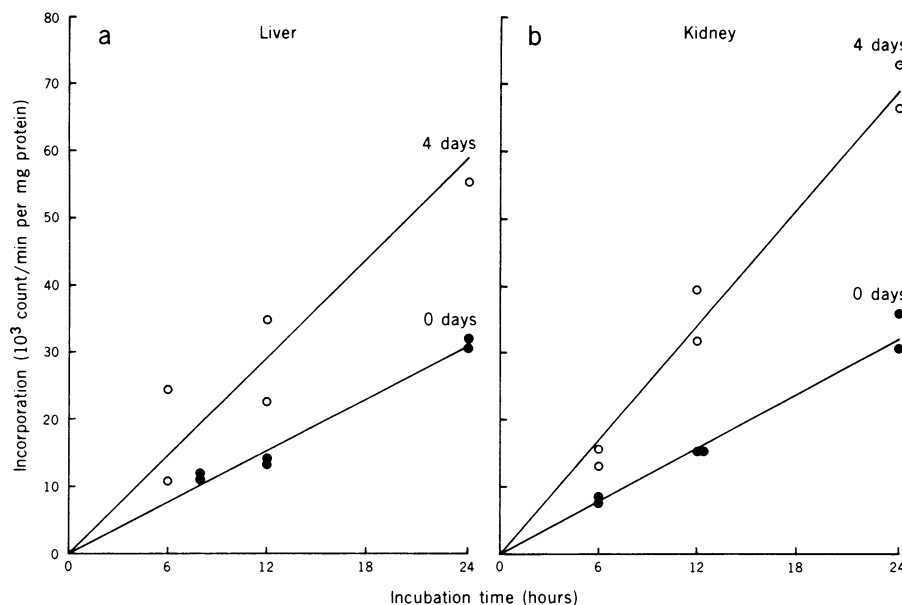 a
Liver
b
Kidney
80
70
60
50
40
30
20
10
0
4 days
0 days
4 days
0 days
0
6
12
18
24
0
6
12
18
24
Incorporation (10³ count/min per mg protein)
Incubation time (hours)